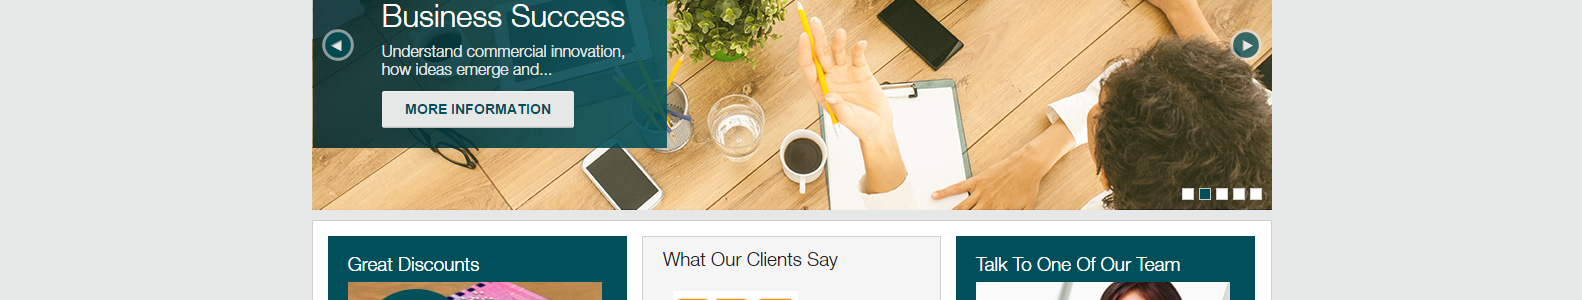 Business Success
Understand commercial innovation,
how ideas emerge and...
MORE INFORMATION
Great Discounts
What Our Clients Say
Talk To One Of Our Team